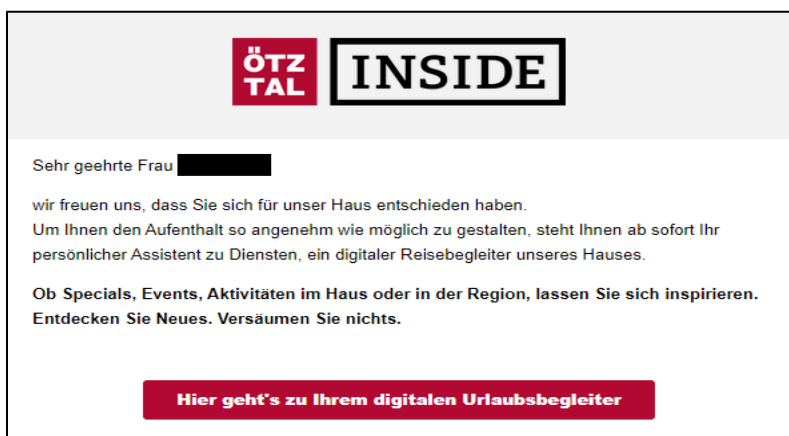 ÖTZ
TAL
INSIDE
Sehr geehrte Frau
wir freuen uns, dass Sie sich für unser Haus entschieden haben.
Um Ihnen den Aufenthalt so angenehm wie möglich zu gestalten, steht Ihnen ab sofort Ihr
persönlicher Assistent zu Diensten, ein digitaler Reisebegleiter unseres Hauses.
Ob Specials, Events, Aktivitäten im Haus oder in der Region, lassen Sie sich inspirieren.
Entdecken Sie Neues. Versäumen Sie nichts.
Hier geht's zu Ihrem digitalen Urlaubsbegleiter